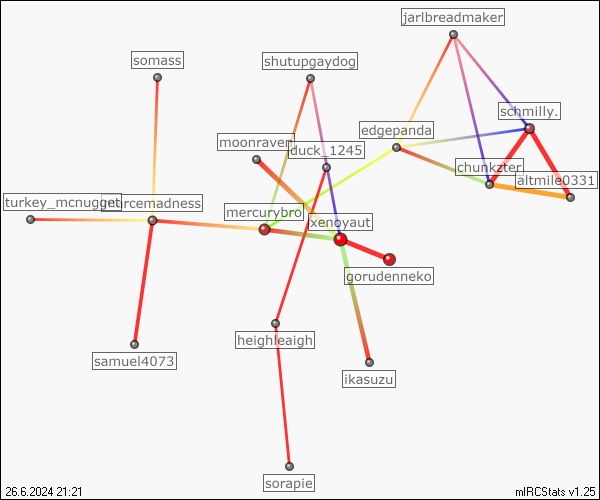 jarlbreadmaker
somass
shutupgaydog
schmilly.
edgepanda
moonraven
duck_1245
chunkzter
altmile0331
turkey_mcnugget
mercurybro
xenoyaut
gorudenneko
heighleaigh
samuel4073
ikasuzu
sorapie
26.6.2024 21:21
mIRCStats v1.25